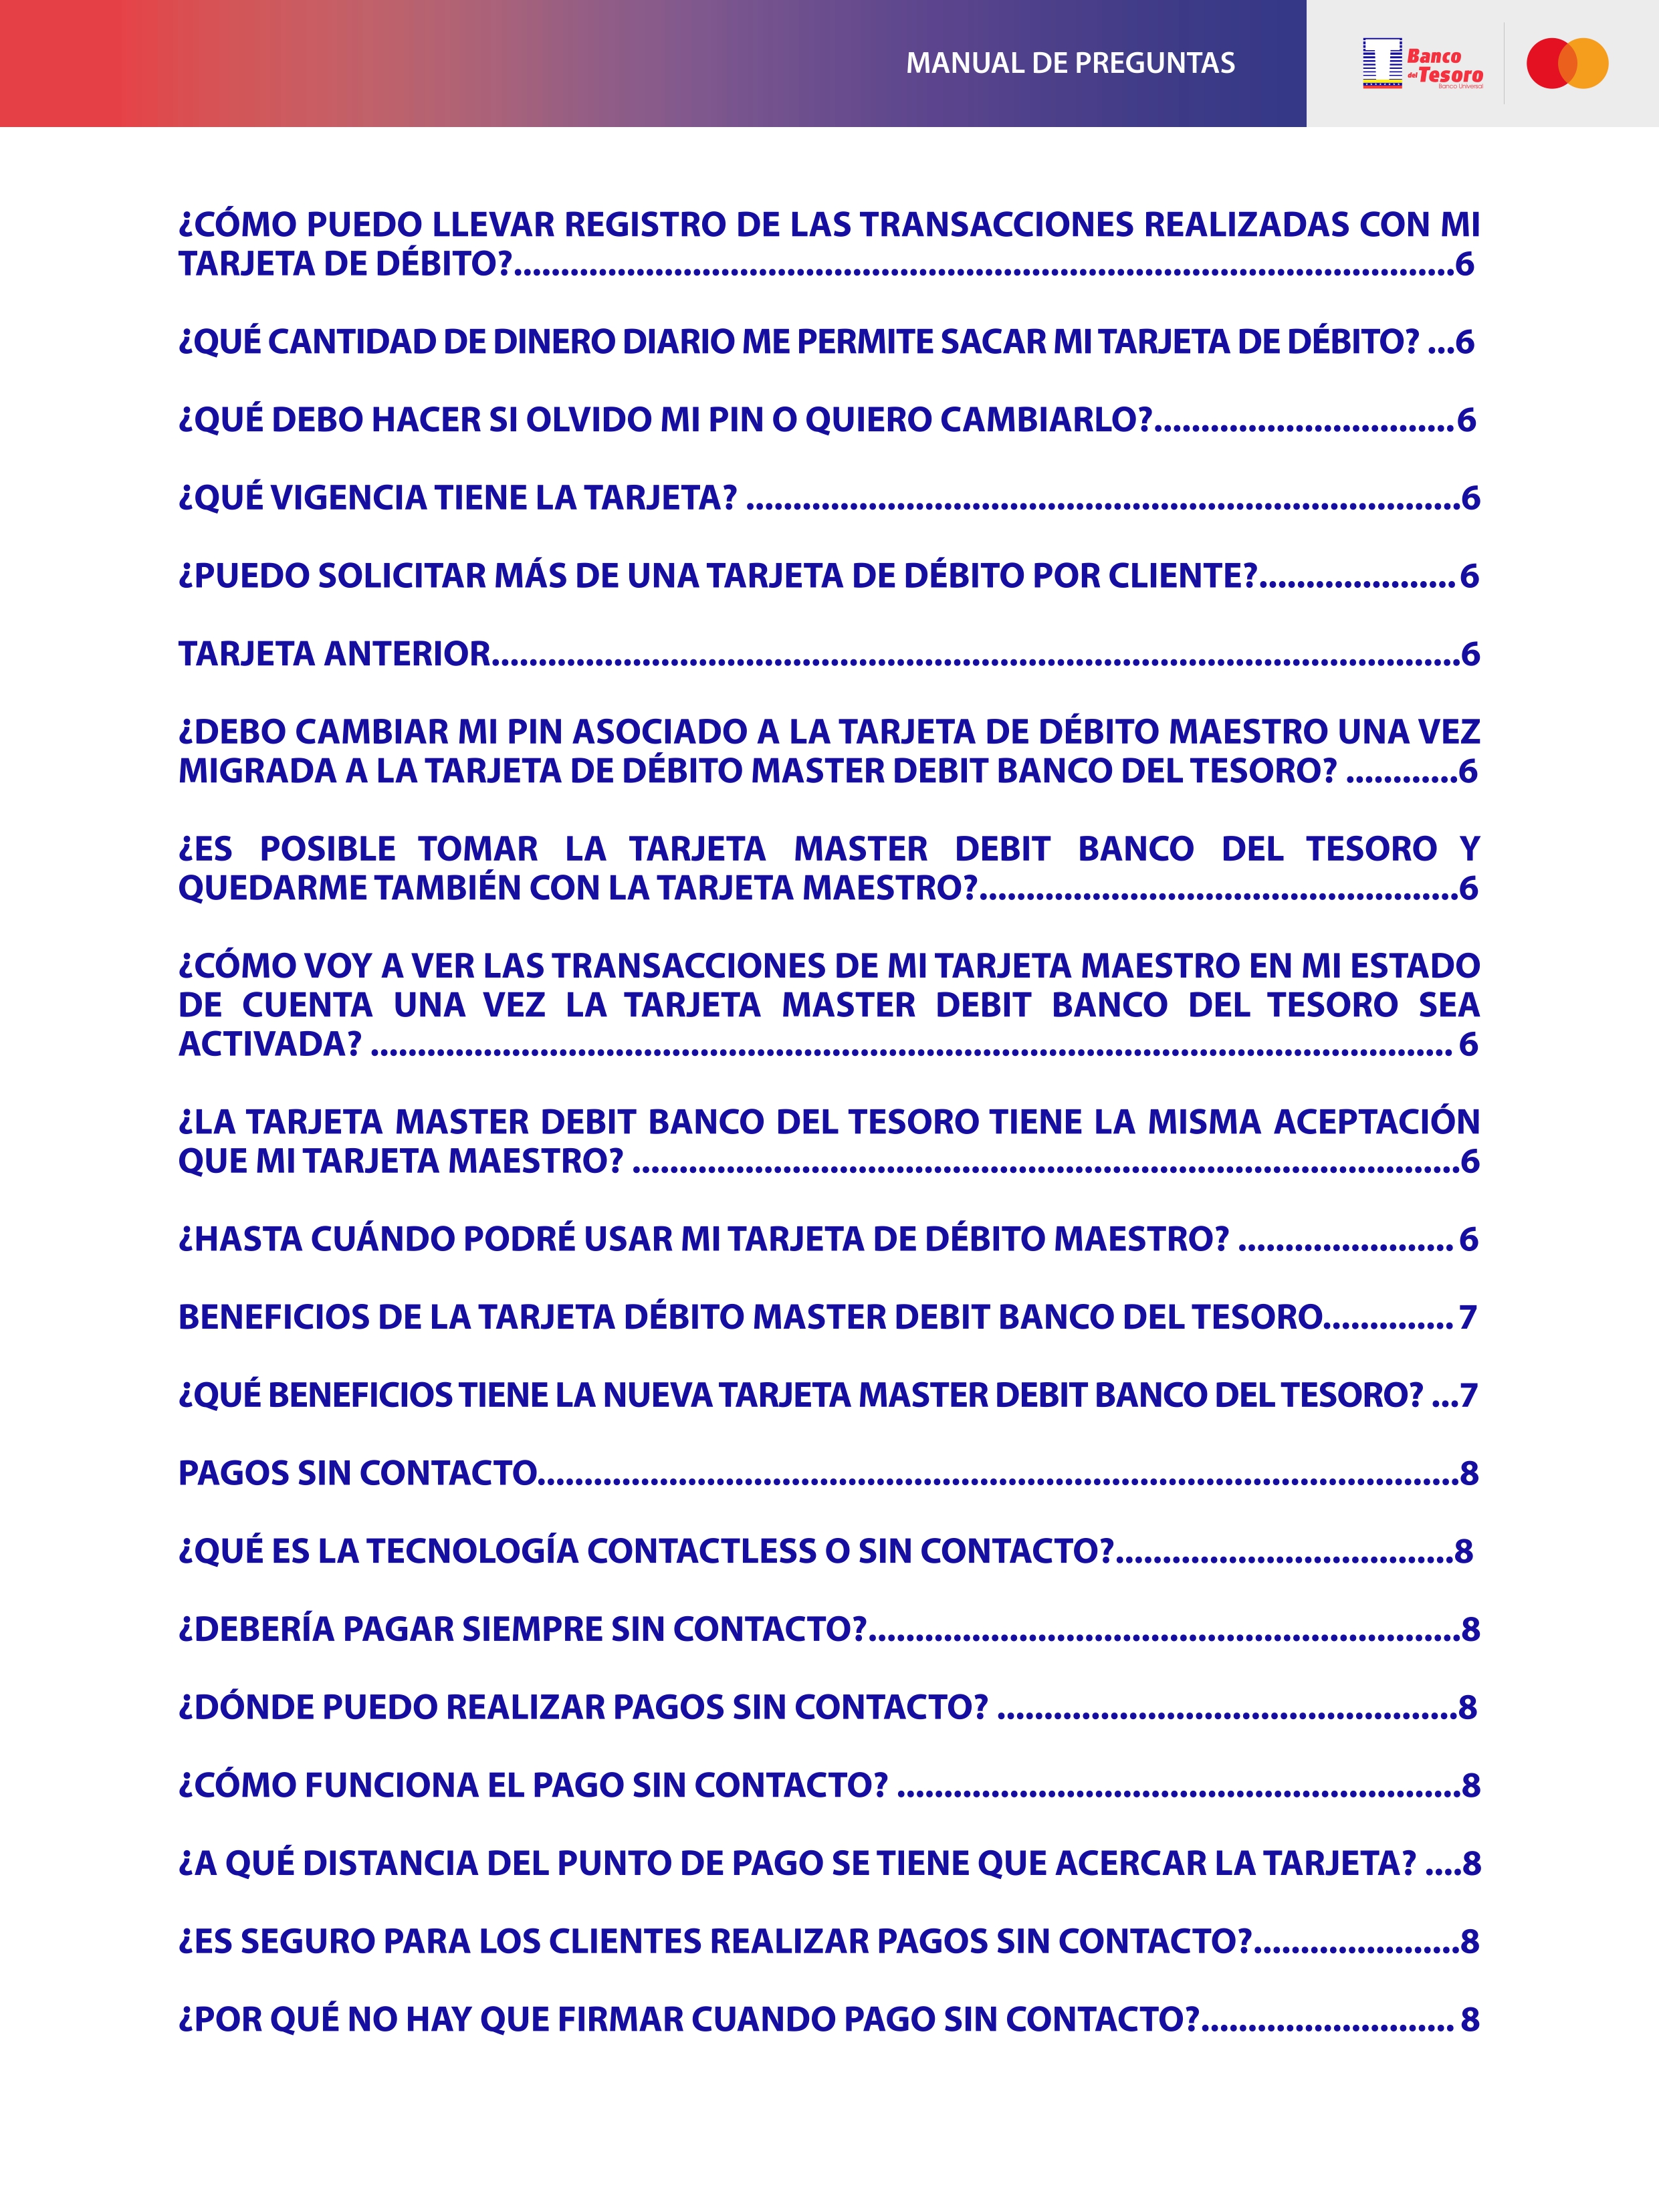 MANUAL DE PREGUNTAS
Banco
del Tesoro
Banco Universal
¿CÓMO PUEDO LLEVAR REGISTRO DE LAS TRANSACCIONES REALIZADAS CON MI
TARJETA DE DÉBITO?....................................................................................................6
¿QUÉ CANTIDAD DE DINERO DIARIO ME PERMITE SACAR MI TARJETA DE DÉBITO? ...6
¿QUÉ DEBO HACER SI OLVIDO MI PIN O QUIERO CAMBIARLO?................................6
¿QUÉ VIGENCIA TIENE LA TARJETA? ............................................................................6
¿PUEDO SOLICITAR MÁS DE UNA TARJETA DE DÉBITO POR CLIENTE?..................... 6
TARJETA ANTERIOR.......................................................................................................6
¿DEBO CAMBIAR MI PIN ASOCIADO A LA TARJETA DE DÉBITO MAESTRO UNA VEZ
MIGRADA A LA TARJETA DE DÉBITO MASTER DEBIT BANCO DEL TESORO? ............6
¿ES POSIBLE TOMAR LA TARJETA MASTER DEBIT BANCO DEL TESORO Y
QUEDARME TAMBIÉN CON LA TARJETA MAESTRO?...................................................6
¿CÓMO VOY A VER LAS TRANSACCIONES DE MI TARJETA MAESTRO EN MI ESTADO
DE CUENTA UNA VEZ LA TARJETA MASTER DEBIT BANCO DEL TESORO SEA
ACTIVADA? ................................................................................................................... 6
¿LA TARJETA MASTER DEBIT BANCO DEL TESORO TIENE LA MISMA ACEPTACIÓN
QUE MI TARJETA MAESTRO? ........................................................................................6
¿HASTA CUÁNDO PODRÉ USAR MI TARJETA DE DÉBITO MAESTRO? ....................... 6
BENEFICIOS DE LA TARJETA DÉBITO MASTER DEBIT BANCO DEL TESORO.............. 7
¿QUÉ BENEFICIOS TIENE LA NUEVA TARJETA MASTER DEBIT BANCO DEL TESORO? ...7
PAGOS SIN CONTACTO..................................................................................................8
¿QUÉ ES LA TECNOLOGÍA CONTACTLESS O SIN CONTACTO?....................................8
¿DEBERÍA PAGAR SIEMPRE SIN CONTACTO?...............................................................8
¿DÓNDE PUEDO REALIZAR PAGOS SIN CONTACTO? .................................................8
¿CÓMO FUNCIONA EL PAGO SIN CONTACTO? ............................................................8
¿A QUÉ DISTANCIA DEL PUNTO DE PAGO SE TIENE QUE ACERCAR LA TARJETA? ....8
¿ES SEGURO PARA LOS CLIENTES REALIZAR PAGOS SIN CONTACTO?......................8
¿POR QUÉ NO HAY QUE FIRMAR CUANDO PAGO SIN CONTACTO?........................... 8